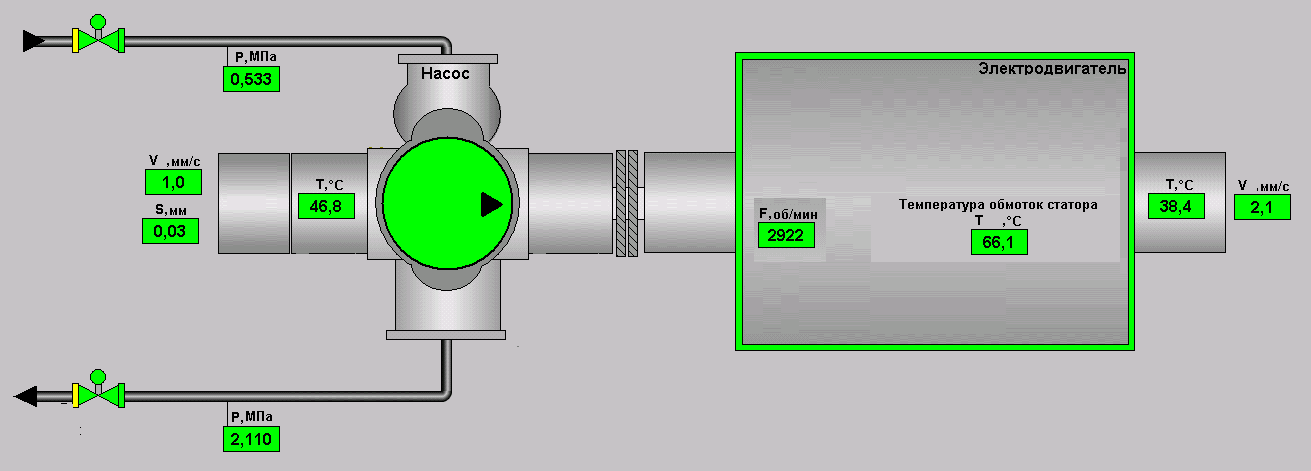 P,МПа
0,533
Насос
Электродвигатель
V ,мм/с
1,0
S,мм
0,03
T,°C
46,8
F,об/мин
2922
Температура обмоток статора
T ,°C
66,1
T,°C
38,4
V ,мм/с
2,1
P,МПа
2,110